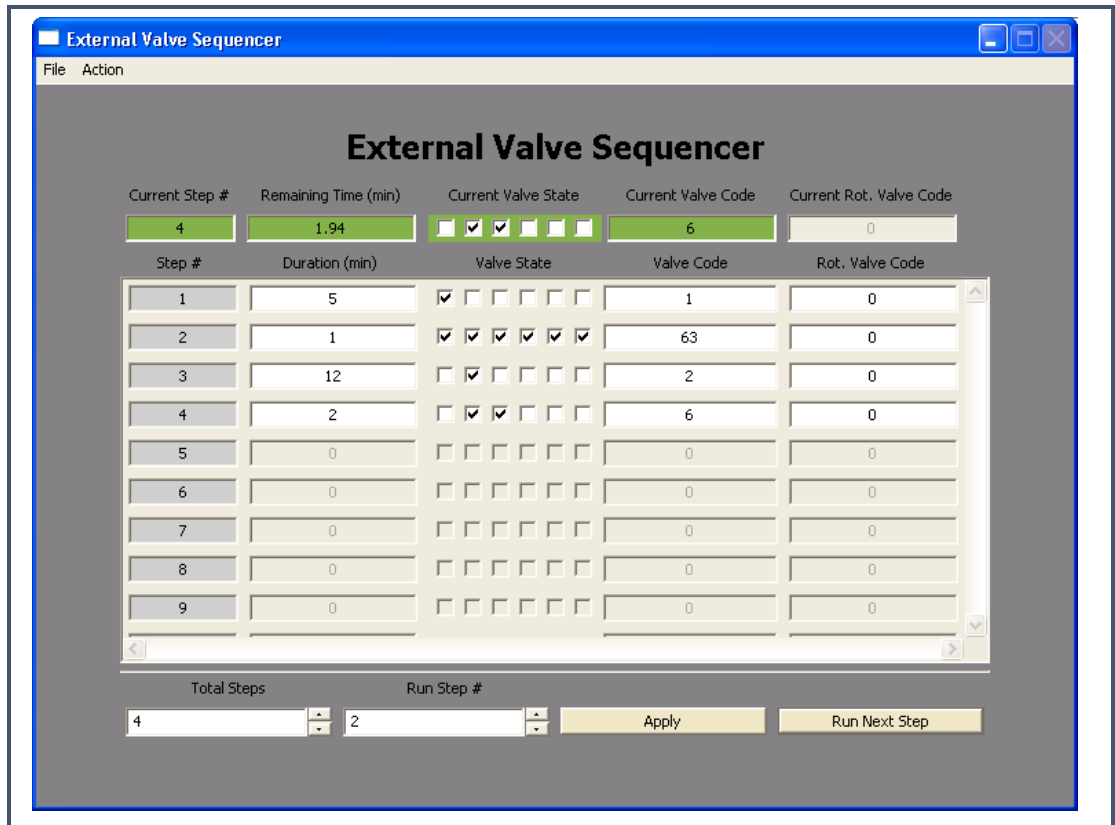 External Valve Sequencer
File Action
External Valve Sequencer
Current Step # Remaining Time (min) Current Valve State Current Valve Code Current Rot. Valve Code
4 1.94 6 0
Step # Duration (min) Valve State Valve Code Rot. Valve Code
1 5 1 0
2 1 63 0
3 12 2 0
4 2 6 0
5 0 0 0
6 0 0 0
7 0 0 0
8 0 0 0
9 0 0 0
Total Steps Run Step #
4 2 Apply Run Next Step